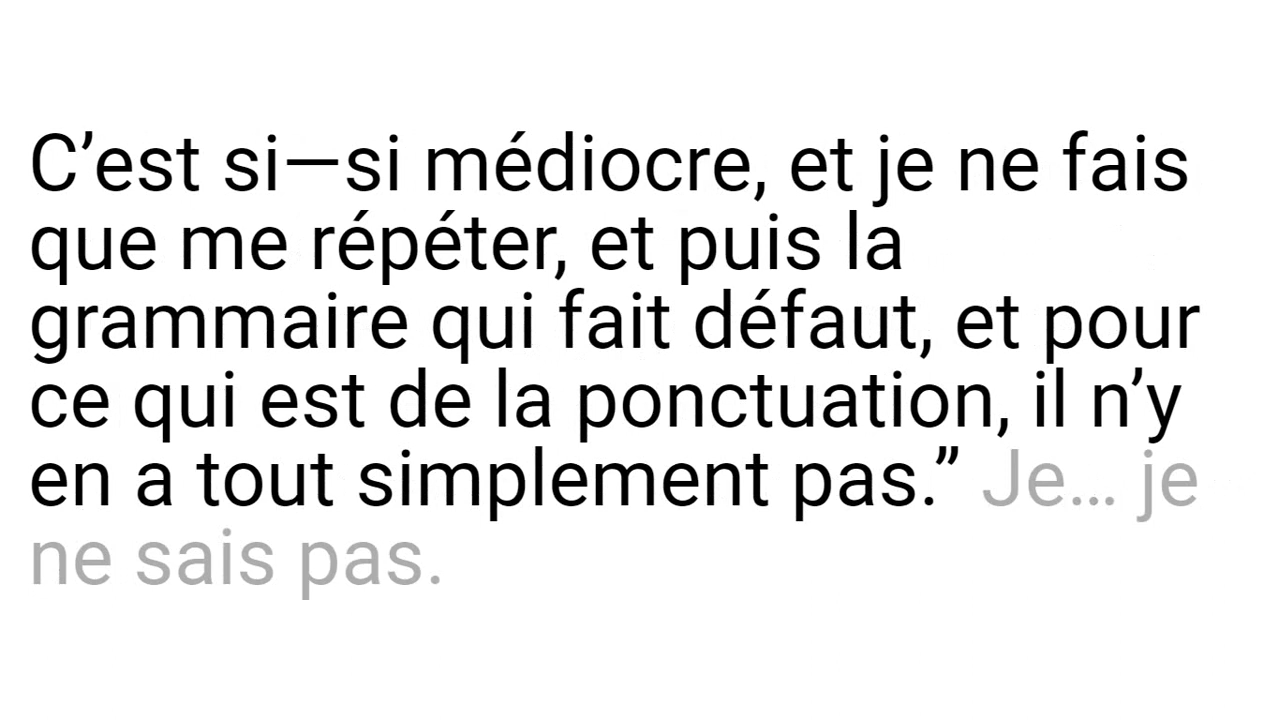 C’est si—si médiocre, et je ne fais
que me répéter, et puis la
grammaire qui fait défaut, et pour
ce qui est de la ponctuation, il n’y
en a tout simplement pas.” Je… je
ne sais pas.